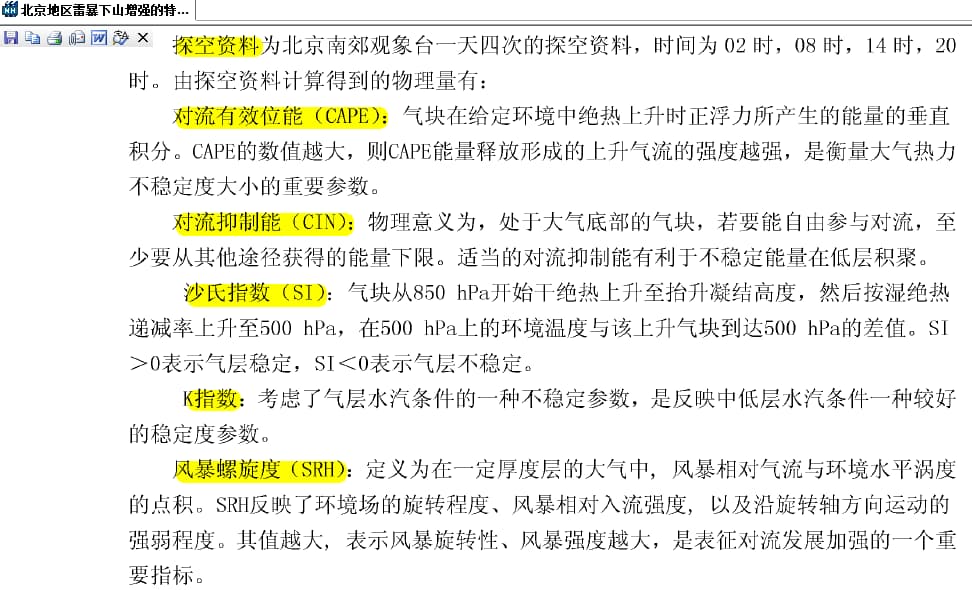 北京地区雷暴下山增强的特...
探空资料为北京南郊观象台一天四次的探空资料，时间为 02 时，08 时，14 时，20
时。由探空资料计算得到的物理量有：
对流有效位能（CAPE）：气块在给定环境中绝热上升时正浮力所产生的能量的垂直
积分。CAPE的数值越大，则CAPE能量释放形成的上升气流的强度越强，是衡量大气热力
不稳定度大小的重要参数。
对流抑制能（CIN）：物理意义为，处于大气底部的气块，若要能自由参与对流，至
少要从其他途径获得的能量下限。适当的对流抑制能有利于不稳定能量在低层积聚。
沙氏指数（SI）：气块从850 hPa开始干绝热上升至抬升凝结高度，然后按湿绝热
递减率上升至500 hPa，在500 hPa上的环境温度与该上升气块到达500 hPa的差值。SI
＞0表示气层稳定，SI＜0表示气层不稳定。
K指数：考虑了气层水汽条件的一种不稳定参数，是反映中低层水汽条件一种较好
的稳定度参数。
风暴螺旋度（SRH）：定义为在一定厚度层的大气中, 风暴相对气流与环境水平涡度
的点积。SRH反映了环境场的旋转程度、风暴相对入流强度, 以及沿旋转轴方向运动的
强弱程度。其值越大, 表示风暴旋转性、风暴强度越大，是表征对流发展加强的一个重
要指标。